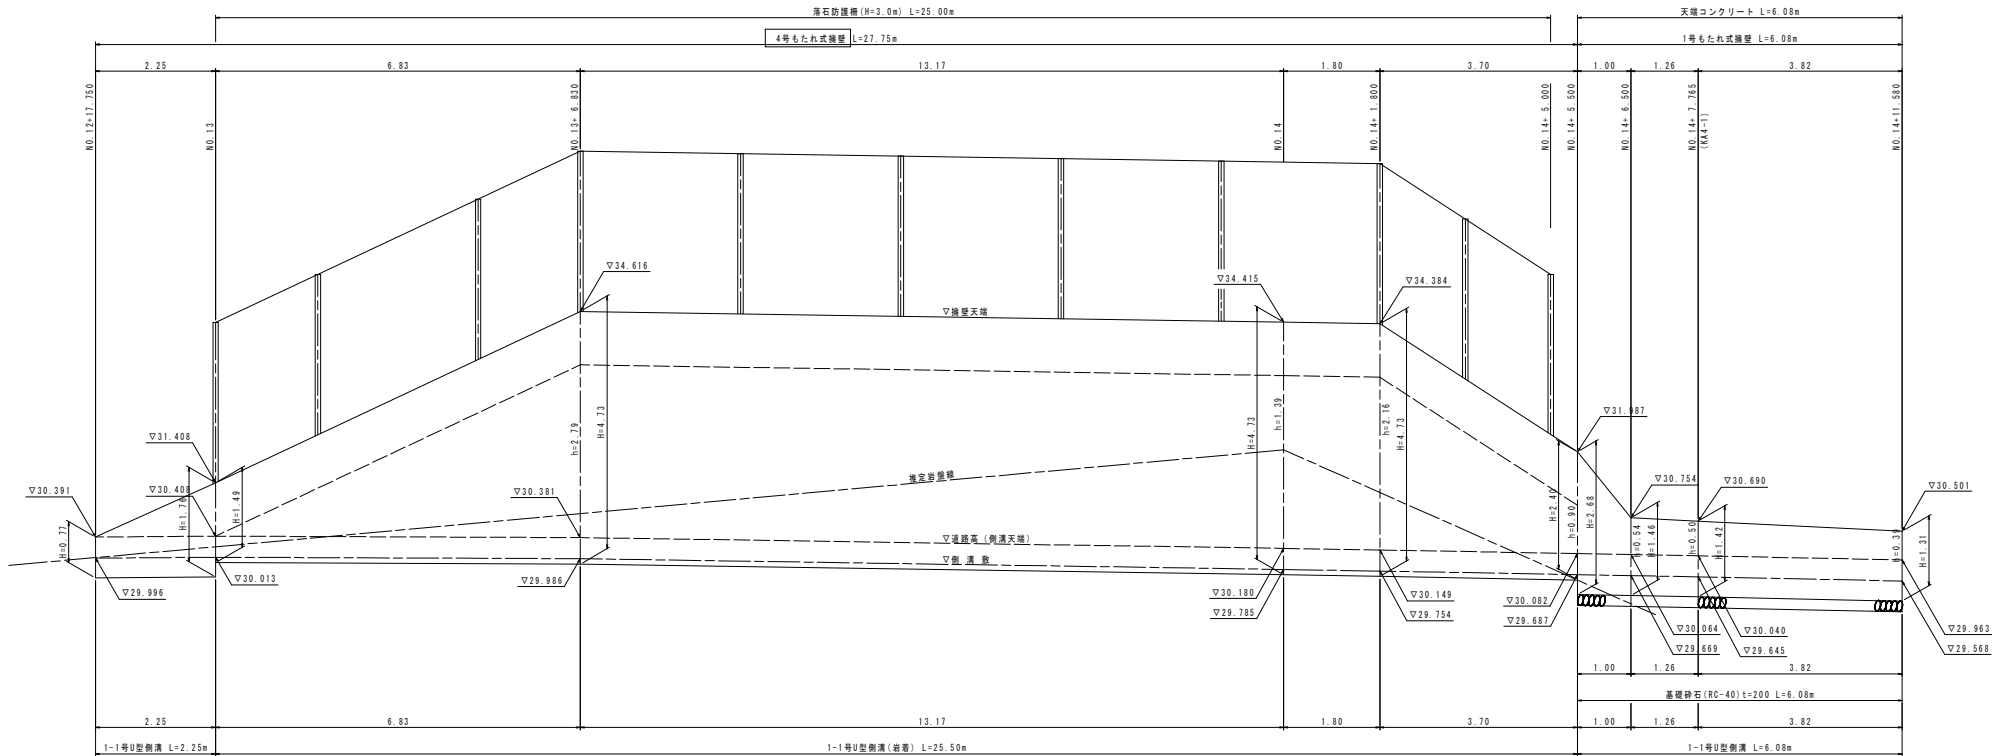 落石防護柵(H=3.0m) L=25.00m
天端コンクリート L=6.08m
4号もたれ式擁壁 L=27.75m
1号もたれ式擁壁 L=6.08m
2.25 6.83 13.17 1.80 3.70 1.00 1.26 3.82
NO.12+17.750
NO.13
NO.13+ 6.830
NO.14
NO.14+ 1.800
NO.14+ 5.000
NO.14+ 5.500
NO.14+ 6.500
NO.14+ 7.765
(KA4-1)
NO.14+11.580
▽34.616
▽34.415
▽34.384
▽擁壁天端
h=2.79
H=4.73
H=4.73
h=1.39
h=2.16
H=4.73
▽31.987
▽31.408
▽30.391
▽30.408
H=0.77
H=1.49
▽30.381
推定岩盤線
H=2.40
h=0.90
H=2.68
▽30.754
▽30.690
▽30.501
h=0.54
H=1.46
h=0.50
H=1.42
h=0.39
H=1.31
▽道路高（側溝天端）
▽側 溝 敷
▽29.996
▽30.013
▽29.986
▽30.180
▽29.785
▽30.149
▽29.754
▽30.082
▽29.687
▽30.064
▽29.669
▽30.040
▽29.645
▽29.963
▽29.568
1.00 1.26 3.82
基礎砕石(RC-40)t=200 L=6.08m
2.25 6.83 13.17 1.80 3.70 1.00 1.26 3.82
1-1号U型側溝 L=2.25m
1-1号U型側溝(岩着) L=25.50m
1-1号U型側溝 L=6.08m